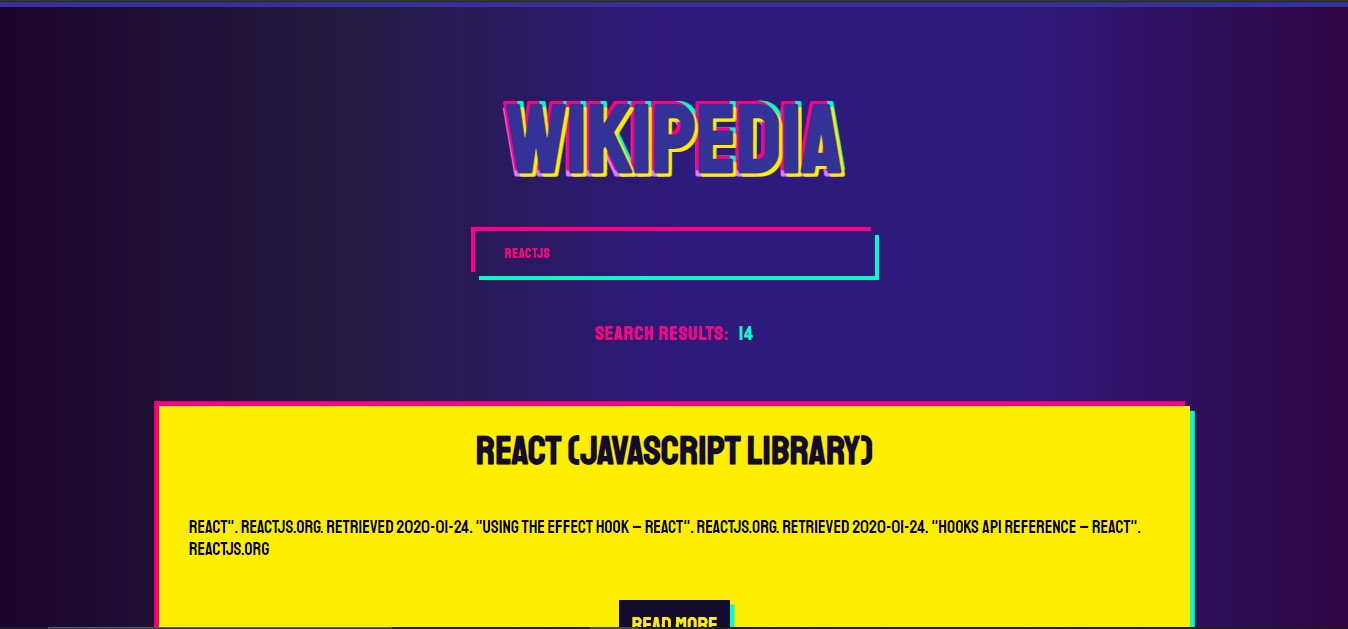 WIKIPEDIA
REACTJS
SEARCH RESULTS: 14
REACT (JAVASCRIPT LIBRARY)
REACT". REACTJS.ORG. RETRIEVED 2020-01-24. "USING THE EFFECT HOOK – REACT". REACTJS.ORG. RETRIEVED 2020-01-24. "HOOKS API REFERENCE – REACT".
REACTJS.ORG
READ MORE